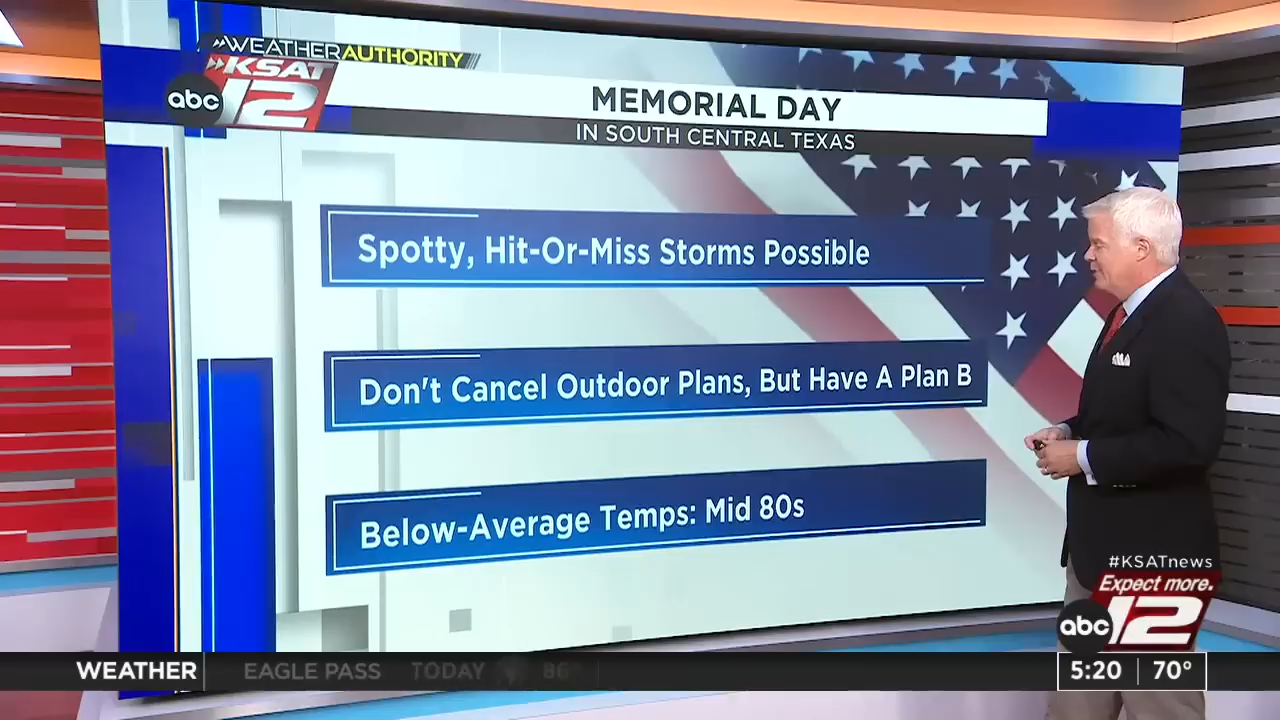 WEATHER AUTHORITY
KSAT
abc 12
MEMORIAL DAY
IN SOUTH CENTRAL TEXAS
Spotty, Hit-Or-Miss Storms Possible
Don't Cancel Outdoor Plans, But Have A Plan B
Below-Average Temps: Mid 80s
#KSATnews
Expect more.
abc 12
WEATHER EAGLE PASS TODAY 86° 5:20 70°